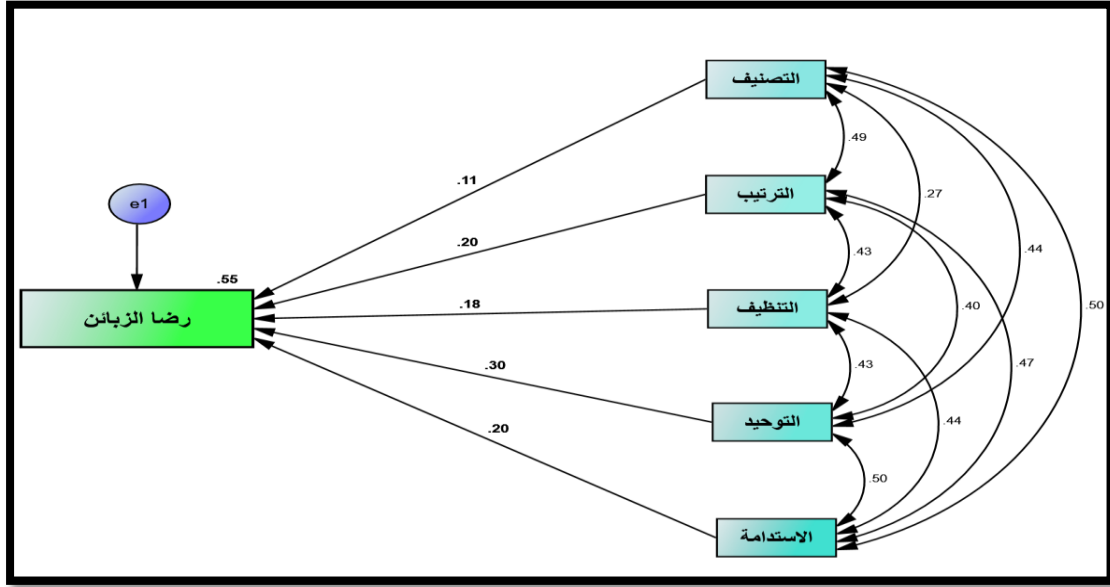 التصنيف
.49
.11
الترتيب
.27
e1
.20
.44
.43
.55
.50
.40
رضا الزبائن
.18
التنظيف
.47
.43
.30
.44
التوحيد
.20
.50
الاستدامة